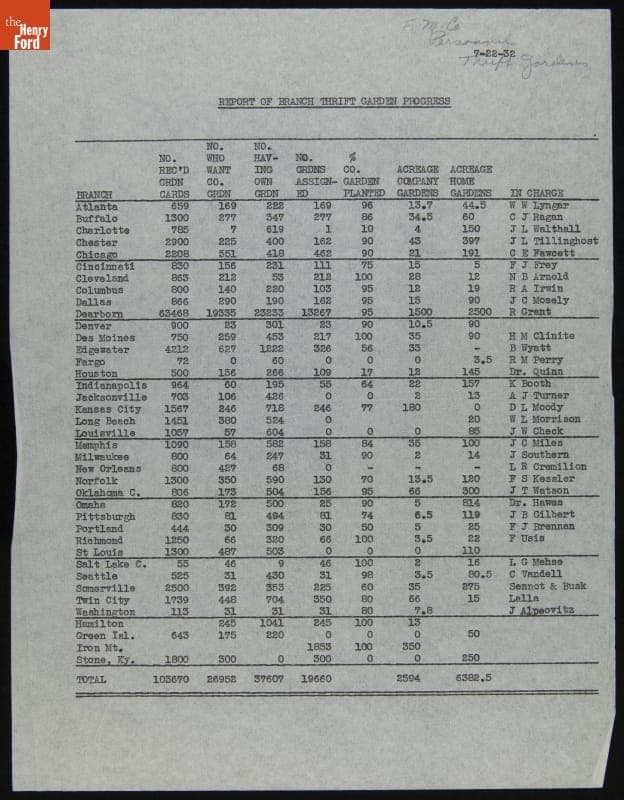 the
Henry
Ford
F. M. Co
Personnel
7-22-32
Thrift Gardens
REPORT OF BRANCH THRIFT GARDEN PROGRESS
NO. NO.
NO. WHO HAV- NO. %
REC'D WANT ING GRDNS CO. ACREAGE ACREAGE
GRDN CO. OWN ASSIGN- GARDEN COMPANY HOME
BRANCH CARDS GRDN GRDN ED PLANTED GARDENS GARDENS IN CHARGE
Atlanta 659 169 222 169 96 13.7 44.5 W W Lyngar
Buffalo 1300 277 347 277 86 34.5 60 C J Ragan
Charlotte 785 7 619 1 10 4 150 J L Walthall
Chester 2900 225 400 162 90 43 397 J L Tillinghost
Chicago 2208 551 418 462 90 21 191 C E Fawcett
Cincinnati 830 156 231 111 75 15 5 F J Frey
Cleveland 863 212 53 212 100 28 12 N B Arnold
Columbus 800 140 220 103 95 12 19 R A Irwin
Dallas 866 290 190 162 95 15 90 J C Mosely
Dearborn 63468 19335 23233 13267 95 1500 2500 R Grant
Denver 900 23 301 23 90 10.5 90
Des Moines 750 259 453 217 100 35 90 H M Clinite
Edgewater 4212 627 1222 326 56 33 - B Wyatt
Fargo 72 0 60 0 0 0 3.5 R M Perry
Houston 500 156 266 109 17 12 145 Dr. Quinn
Indianapolis 964 60 195 55 64 22 157 K Booth
Jacksonville 703 106 426 0 0 2 13 A J Turner
Kansas City 1567 246 718 246 77 180 0 D L Moody
Long Beach 1451 380 524 0 20 W L Morrison
Louisville 1057 57 604 0 0 0 85 J W Check
Memphis 1090 158 582 158 84 35 100 J C Miles
Milwaukee 800 64 247 31 90 2 14 J Southern
New Orleans 800 427 68 0 - - - L R Cremilion
Norfolk 1300 350 590 130 70 13.5 120 F S Kessler
Oklahoma C. 806 173 504 156 95 66 300 J T Watson
Omaha 820 172 500 25 90 5 814 Dr. Hawes
Pittsburgh 830 81 494 81 74 6.5 119 J B Gilbert
Portland 444 30 309 30 50 5 25 F J Brennan
Richmond 1250 66 320 66 100 3.5 22 F Usis
St Louis 1300 487 503 0 0 0 110
Salt Lake C. 55 46 9 46 100 2 16 L G Mehse
Seattle 525 31 430 31 98 3.5 80.5 C Vandell
Somerville 2500 392 353 225 60 35 275 Sennot & Busk
Twin City 1739 448 704 350 80 66 15 Lalla
Washington 113 31 31 31 80 7.8 J Alpeovitz
Hamilton 245 1041 245 100 13
Green Isl. 643 175 220 0 0 0 50
Iron Mt. 1853 100 350
Stone, Ky. 1800 300 0 300 0 0 250
TOTAL 103670 26952 37607 19660 2594 6382.5